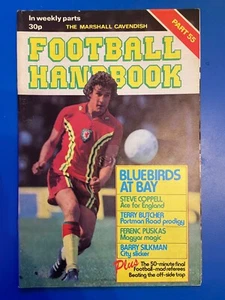 In weekly parts
30p
THE MARSHALL CAVENDISH
PART 55
FOOTBALL
HANDBOOK
BLUEBIRDS
AT BAY
STEVE COPPELL
Ace for England
TERRY BUTCHER
Portman Road prodigy
FERENC PUSKAS
Magyar magic
BARRY SILKMAN
City slicker
Plus The 50-minute final
Football-mad referees
Beating the off-side trap